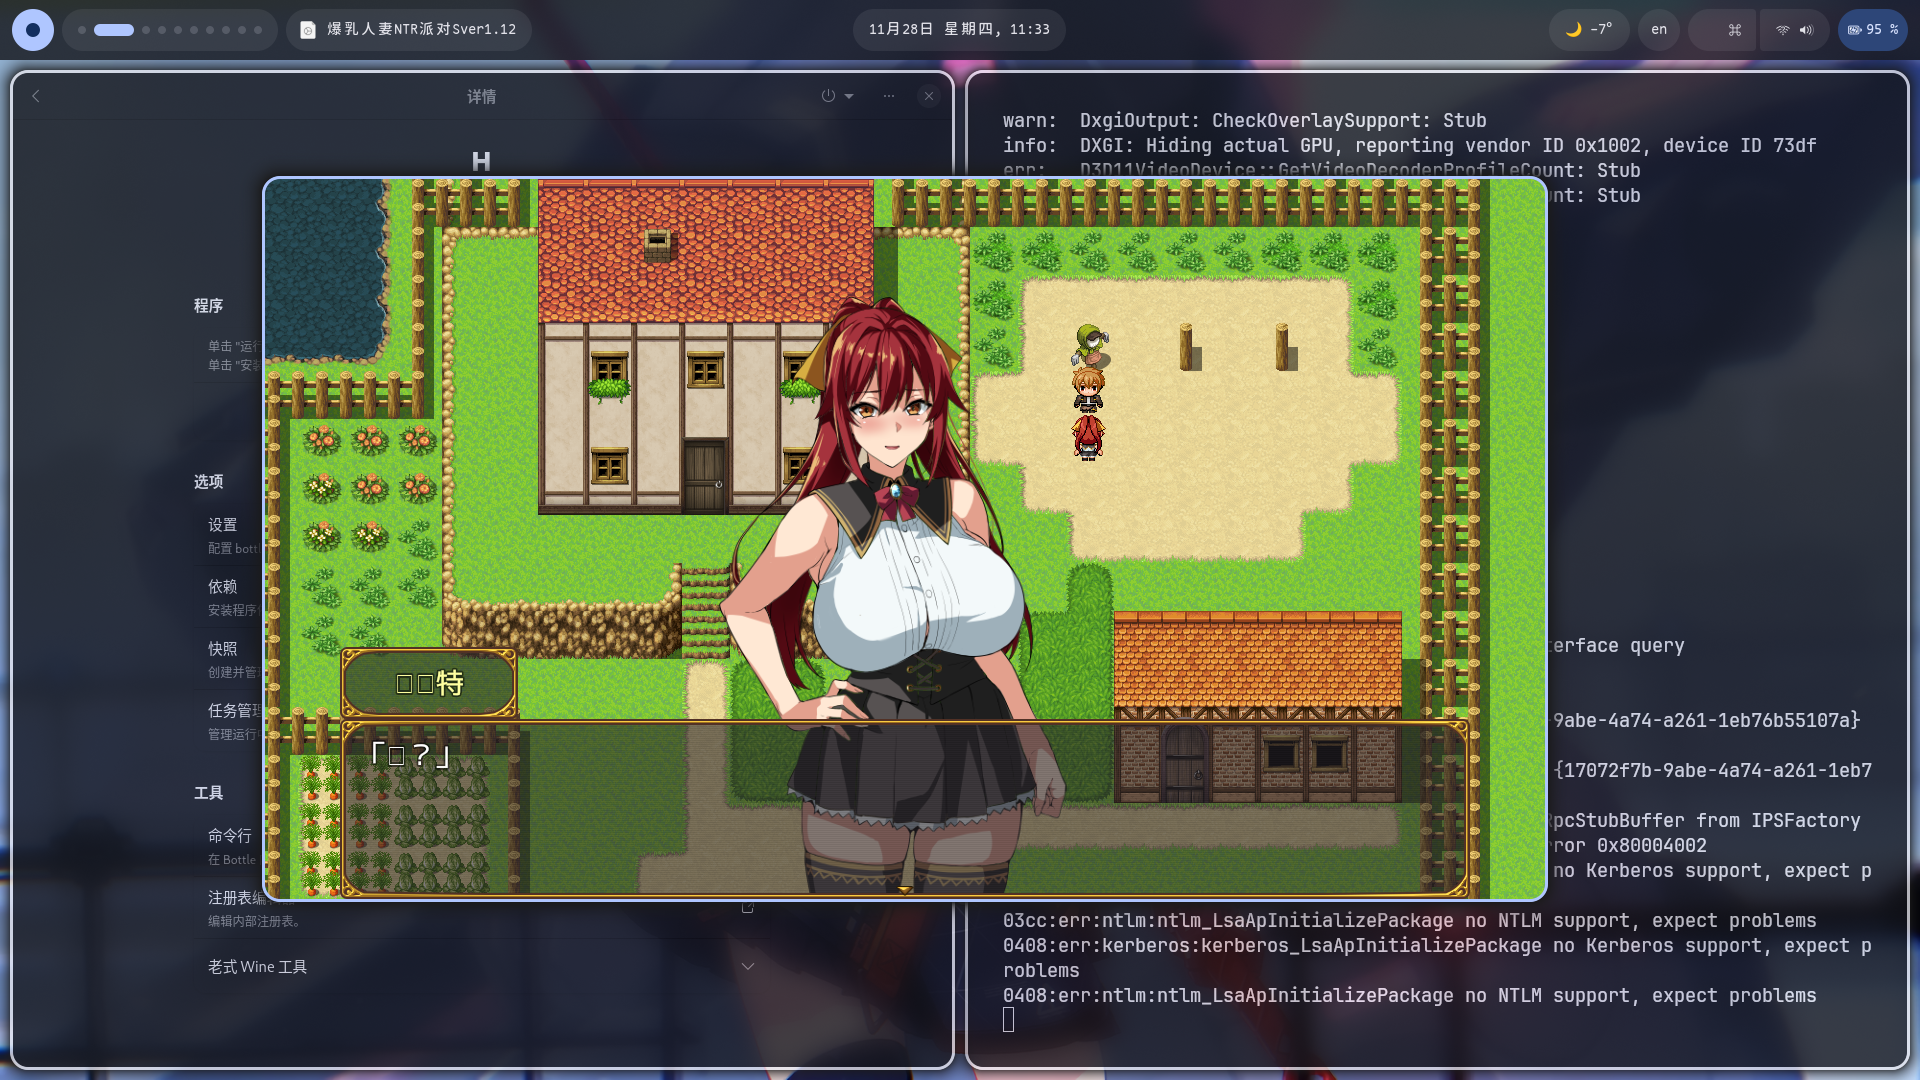 爆乳人妻NTR派对Sver1.12
11月28日 星期四, 11:33
-7°
en
95 %
详情
H
程序
单击 "运行
单击 "安装
选项
设置
配置 bottl
依赖
安装程序
快照
创建并管
任务管理
管理运行
工具
命令行
在 Bottle
注册表编
编辑内部注册表。
老式 Wine 工具
特
「□？」
warn:  DxgiOutput: CheckOverlaySupport: Stub
info:  DXGI: Hiding actual GPU, reporting vendor ID 0x1002, device ID 73df
err:   D3D11VideoDevice::GetVideoDecoderProfileCount: Stub
unt: Stub
erface query
9abe-4a74-a261-1eb76b55107a}
{17072f7b-9abe-4a74-a261-1eb7
RpcStubBuffer from IPSFactory
ror 0x80004002
no Kerberos support, expect p
03cc:err:ntlm:ntlm_LsaApInitializePackage no NTLM support, expect problems
0408:err:kerberos:kerberos_LsaApInitializePackage no Kerberos support, expect p
roblems
0408:err:ntlm:ntlm_LsaApInitializePackage no NTLM support, expect problems